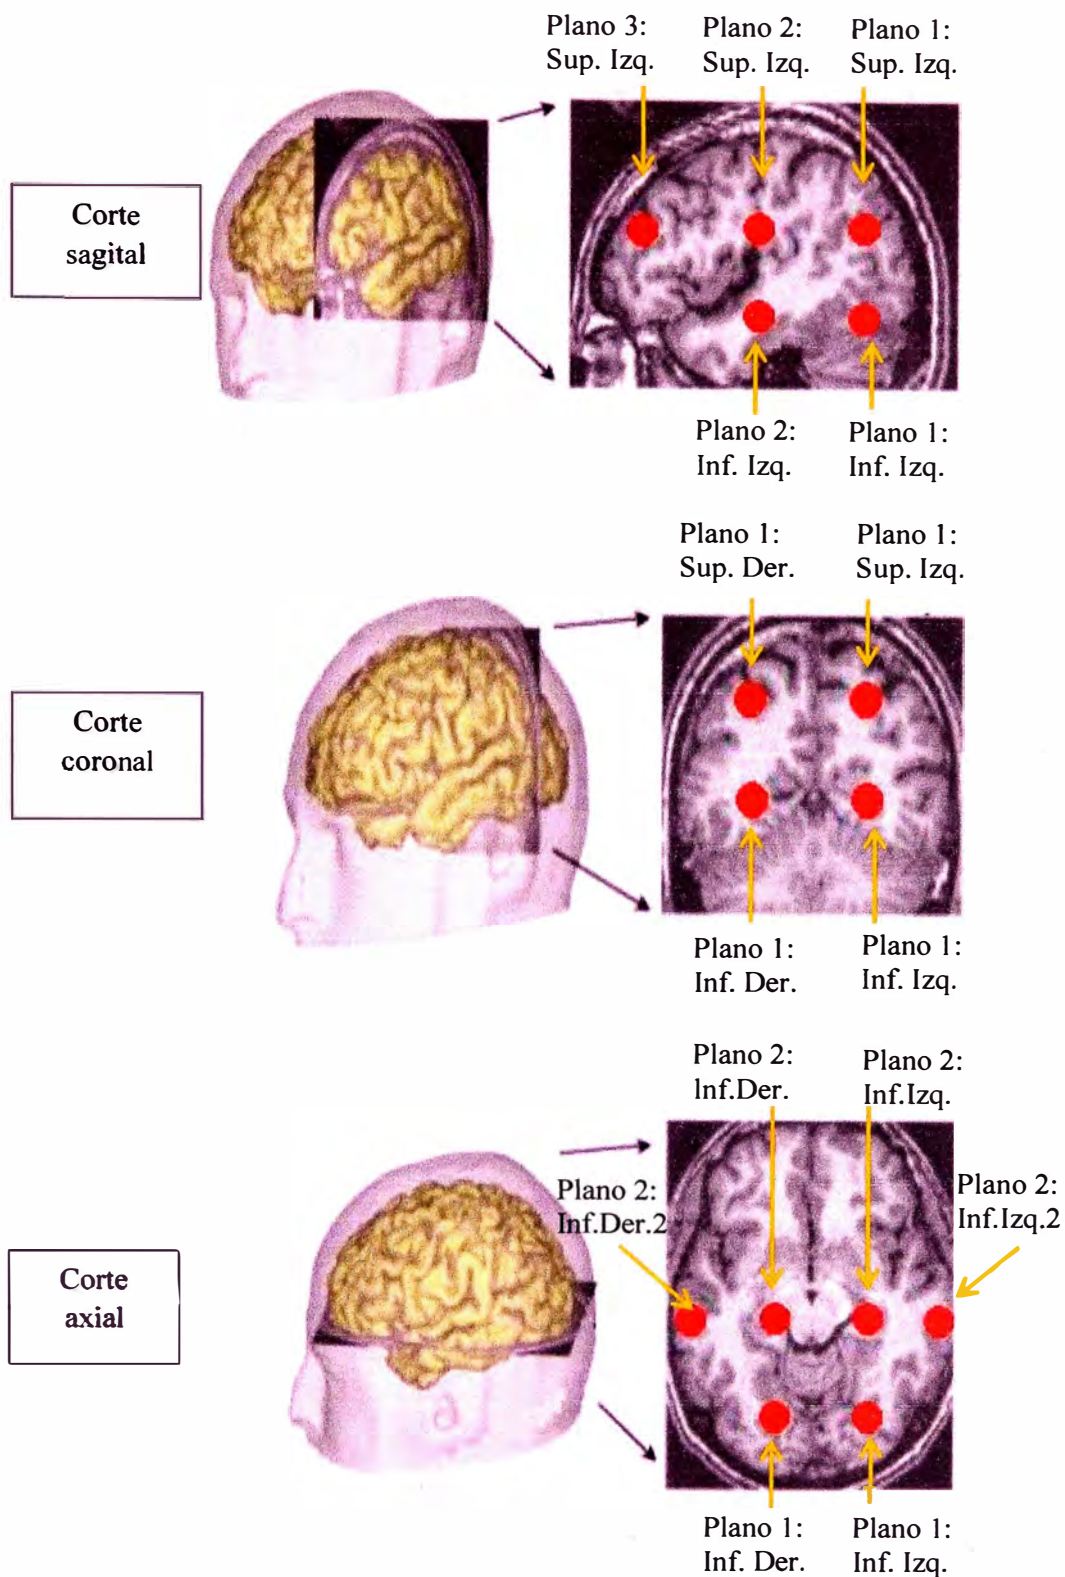 Plano 3:
Sup. Izq.
Plano 2:
Sup. Izq.
Plano 1:
Sup. Izq.
Corte
sagital
Plano 2:
Inf. Izq.
Plano 1:
Inf. Izq.
Plano 1:
Sup. Der.
Plano 1:
Sup. Izq.
Corte
coronal
Plano 1:
Inf. Der.
Plano 1:
Inf. Izq.
Plano 2:
Inf.Der.
Plano 2:
Inf.Izq.
Plano 2:
Inf.Der.2
Plano 2:
Inf.Izq.2
Corte
axial
Plano 1:
Inf. Der.
Plano 1:
Inf. Izq.